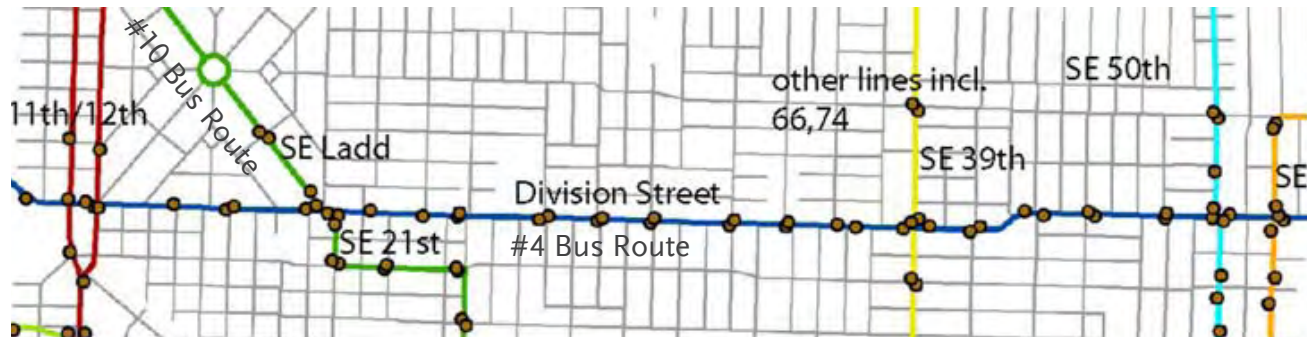 #10 Bus Route
11th/12th
SE Ladd
SE 21st
Division Street
#4 Bus Route
other lines incl.
66,74
SE 39th
SE 50th
SE